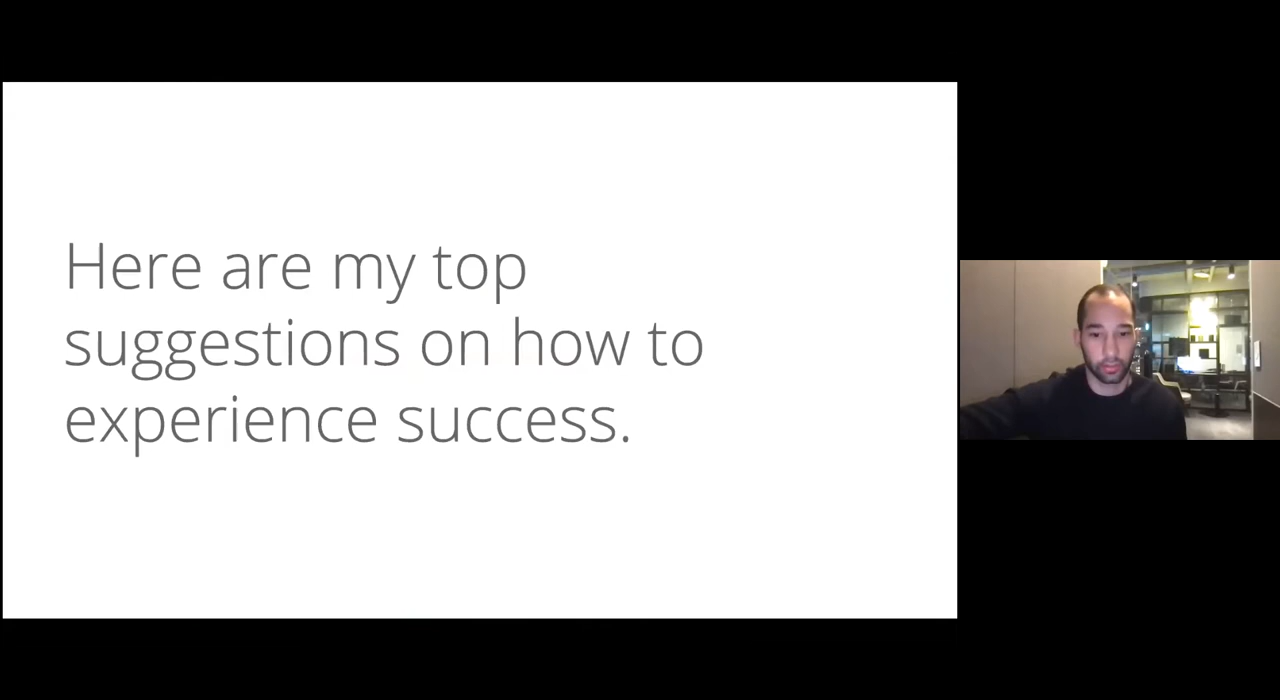 Here are my top
suggestions on how to
experience success.